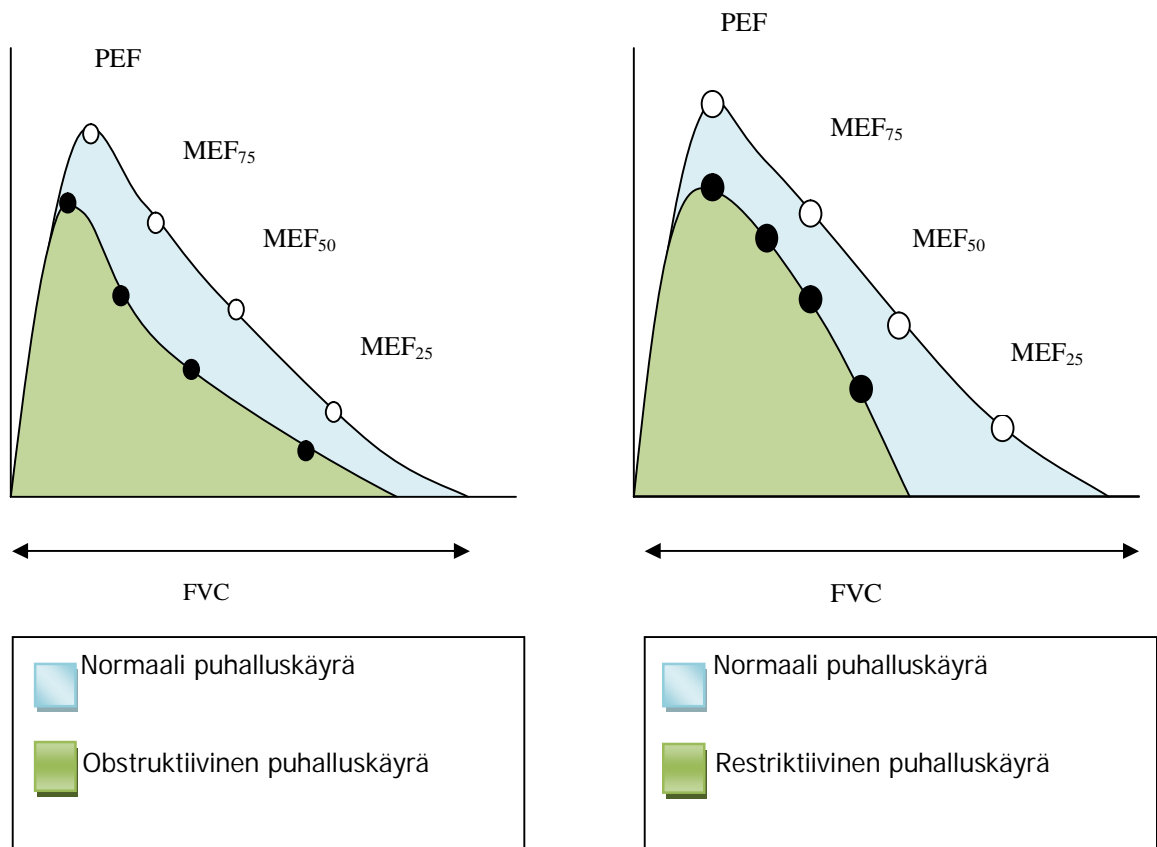 PEF
MEF₇₅
MEF₅₀
MEF₂₅
FVC
Normaali puhalluskäyrä
Obstruktiivinen puhalluskäyrä
PEF
MEF₇₅
MEF₅₀
MEF₂₅
FVC
Normaali puhalluskäyrä
Restriktiivinen puhalluskäyrä